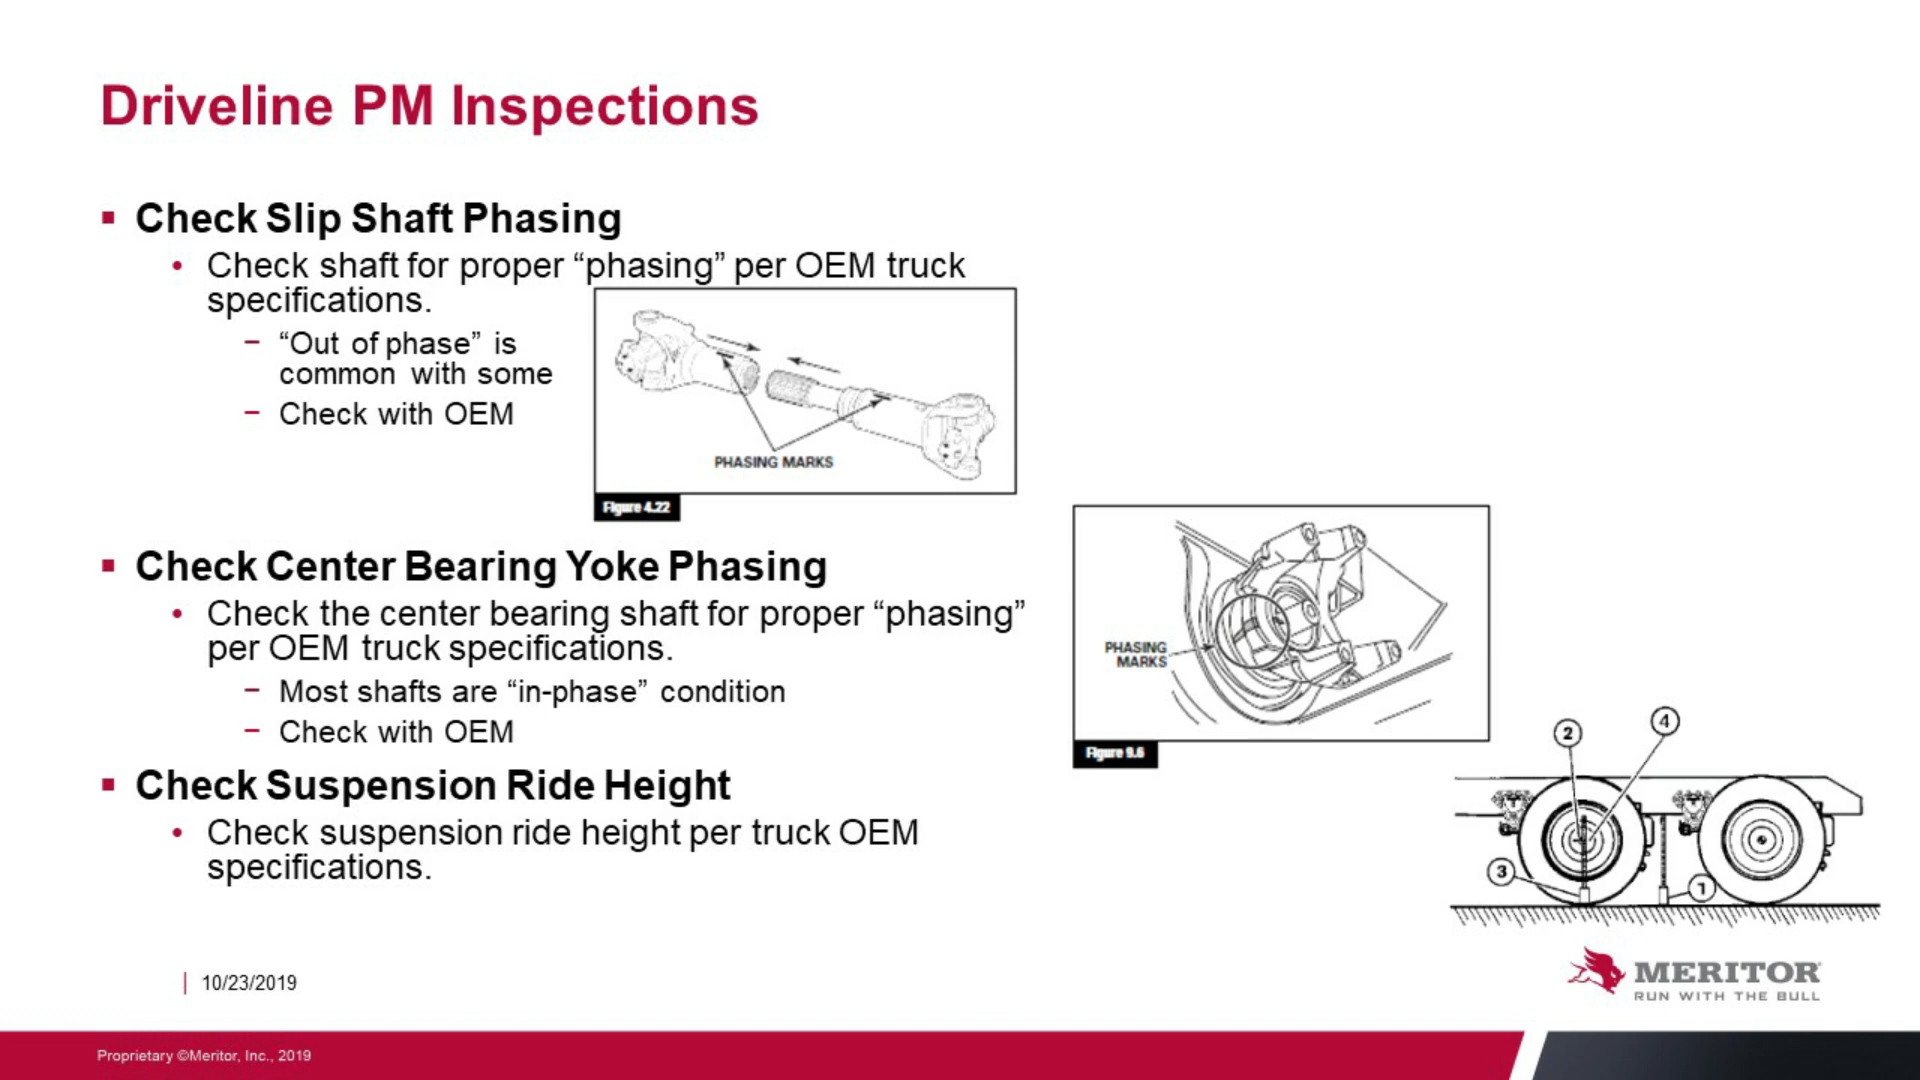 Driveline PM Inspections
▪ Check Slip Shaft Phasing
• Check shaft for proper “phasing” per OEM truck
specifications.
− “Out of phase” is
common with some
− Check with OEM
PHASING MARKS
Figure 4.22
▪ Check Center Bearing Yoke Phasing
• Check the center bearing shaft for proper “phasing”
per OEM truck specifications.
− Most shafts are “in-phase” condition
− Check with OEM
PHASING
MARKS
Figure 9.6
▪ Check Suspension Ride Height
• Check suspension ride height per truck OEM
specifications.
2
4
3
1
10/23/2019
MERITOR
RUN WITH THE BULL
Proprietary ©Meritor, Inc., 2019